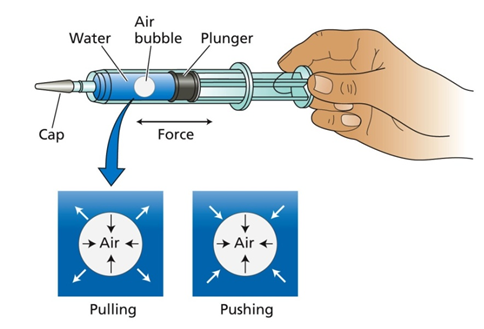 Air
bubble
Water
Plunger
Cap
Force
Air
Air
Pulling
Pushing